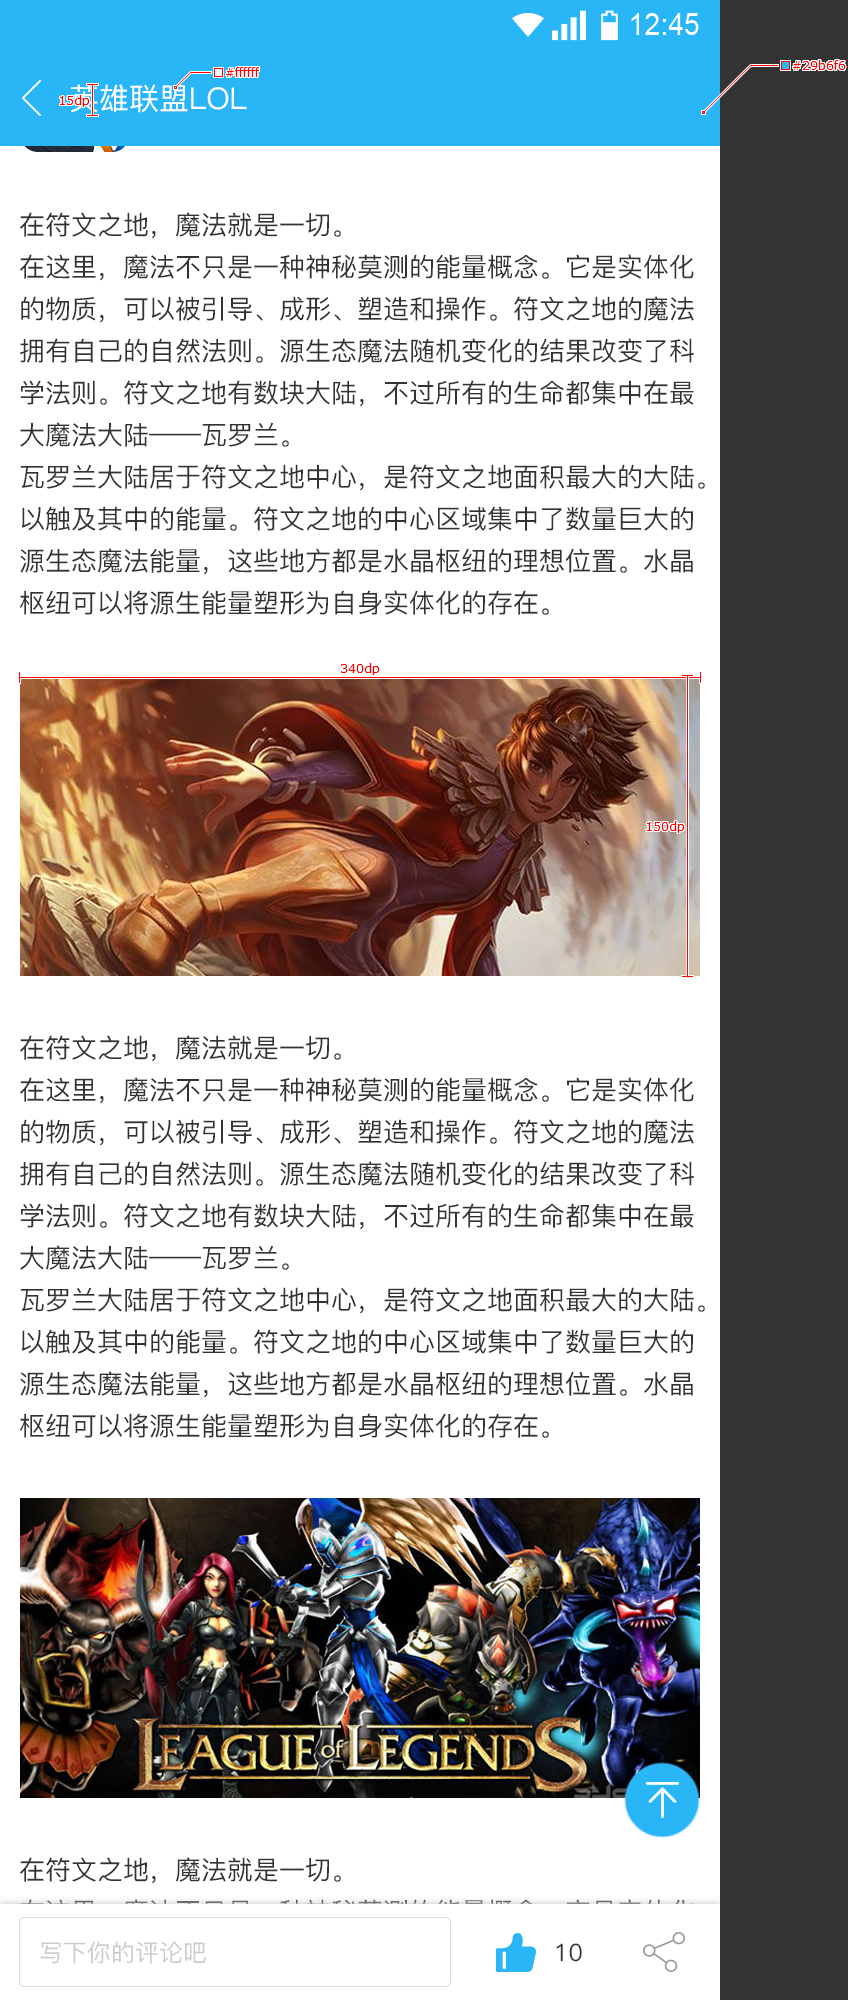 12:45
#ffffff
#29b6f6
15dp
英雄联盟LOL
在符文之地，魔法就是一切。
在这里，魔法不只是一种神秘莫测的能量概念。它是实体化
的物质，可以被引导、成形、塑造和操作。符文之地的魔法
拥有自己的自然法则。源生态魔法随机变化的结果改变了科
学法则。符文之地有数块大陆，不过所有的生命都集中在最
大魔法大陆——瓦罗兰。
瓦罗兰大陆居于符文之地中心，是符文之地面积最大的大陆。
以触及其中的能量。符文之地的中心区域集中了数量巨大的
源生态魔法能量，这些地方都是水晶枢纽的理想位置。水晶
枢纽可以将源生能量塑形为自身实体化的存在。
340dp
150dp
在符文之地，魔法就是一切。
在这里，魔法不只是一种神秘莫测的能量概念。它是实体化
的物质，可以被引导、成形、塑造和操作。符文之地的魔法
拥有自己的自然法则。源生态魔法随机变化的结果改变了科
学法则。符文之地有数块大陆，不过所有的生命都集中在最
大魔法大陆——瓦罗兰。
瓦罗兰大陆居于符文之地中心，是符文之地面积最大的大陆。
以触及其中的能量。符文之地的中心区域集中了数量巨大的
源生态魔法能量，这些地方都是水晶枢纽的理想位置。水晶
枢纽可以将源生能量塑形为自身实体化的存在。
LEAGUE of LEGENDS
在符文之地，魔法就是一切。
写下你的评论吧
10